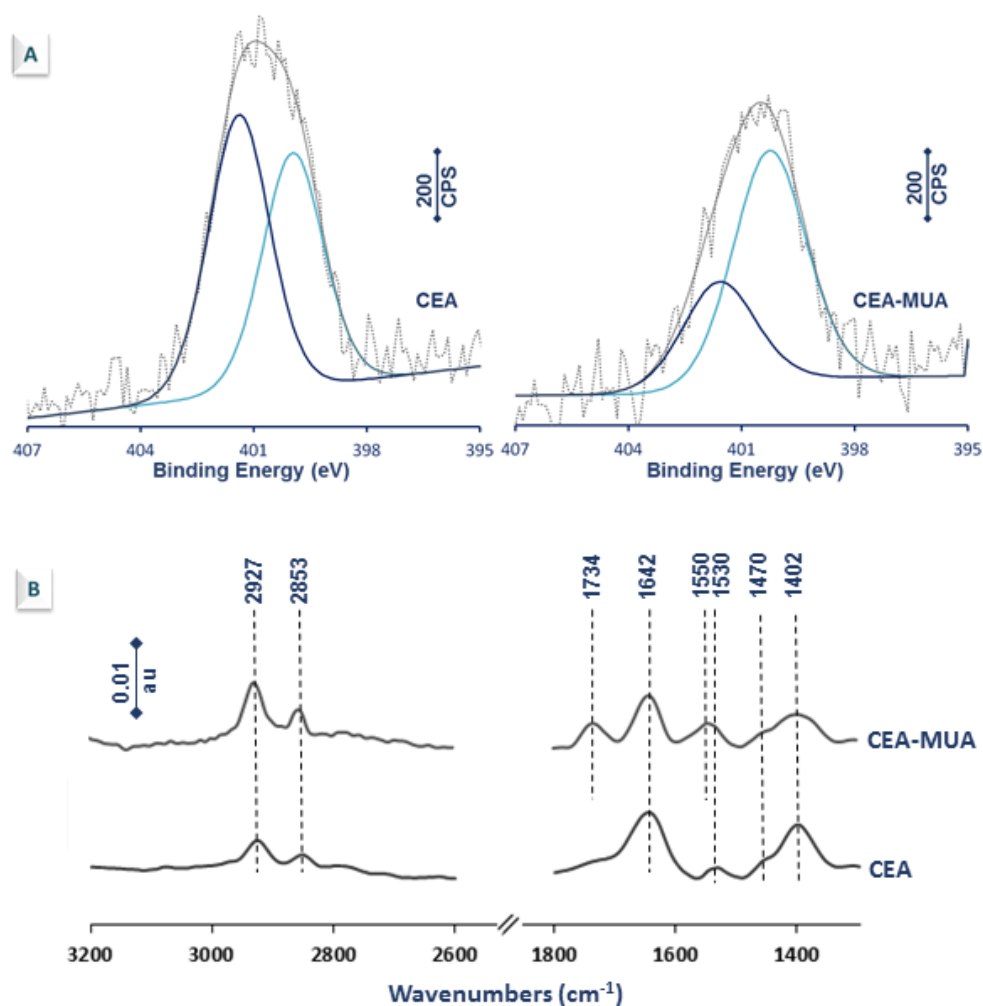 A
200
CPS
CEA
200
CPS
CEA-MUA
407 404 401 398 395
Binding Energy (eV)
407 404 401 398 395
Binding Energy (eV)
B
2927
2853
1734
1642
1550
1530
1470
1402
0.01
au
CEA-MUA
CEA
3200 3000 2800 2600 1800 1600 1400
Wavenumbers (cm⁻¹)